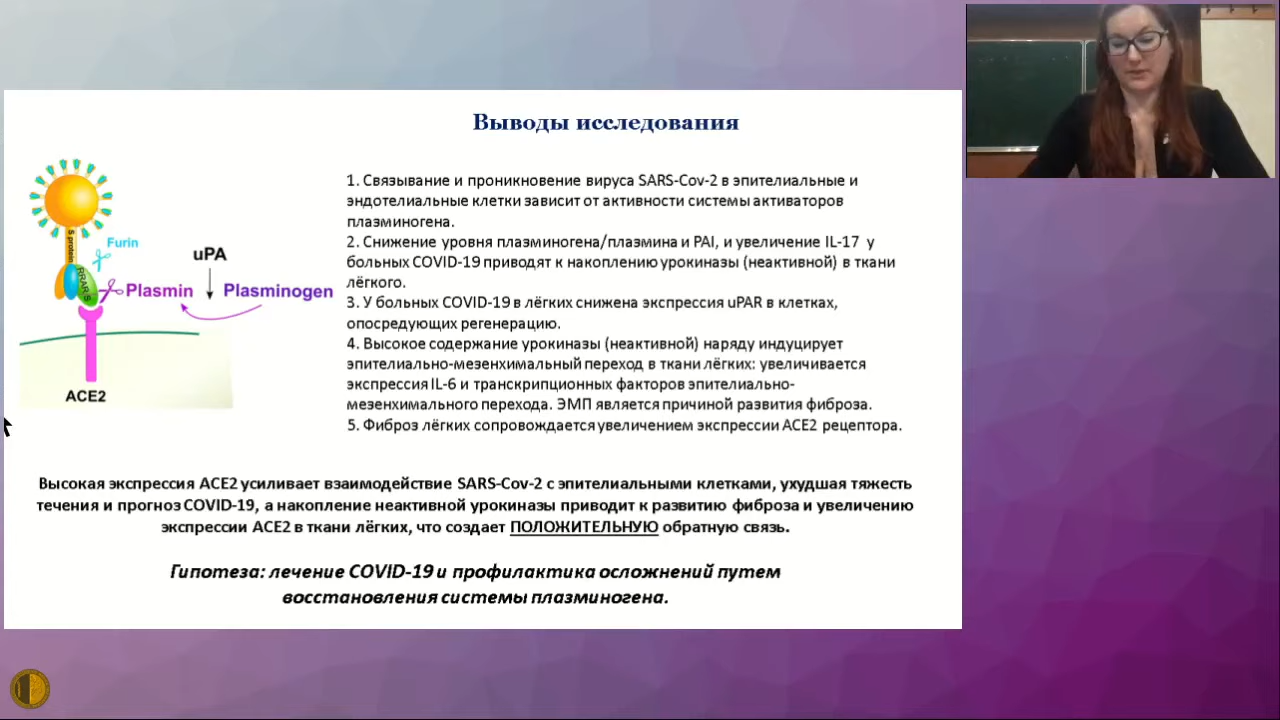 Выводы исследования
1. Связывание и проникновение вируса SARS-Cov-2 в эпителиальные и
эндотелиальные клетки зависит от активности системы активаторов
плазминогена.
2. Снижение уровня плазминогена/плазмина и PAI, и увеличение IL-17 у
больных COVID-19 приводят к накоплению урокиназы (неактивной) в ткани
лёгкого.
3. У больных COVID-19 в лёгких снижена экспрессия uPAR в клетках,
опосредующих регенерацию.
4. Высокое содержание урокиназы (неактивной) наряду индуцирует
эпителиально-мезенхимальный переход в ткани лёгких: увеличивается
экспрессия IL-6 и транскрипционных факторов эпителиально-
мезенхимального перехода. ЭМП является причиной развития фиброза.
5. Фиброз лёгких сопровождается увеличением экспрессии ACE2 рецептора.
S protein
Furin
RRAR S
uPA
Plasmin
Plasminogen
ACE2
Высокая экспрессия ACE2 усиливает взаимодействие SARS-Cov-2 с эпителиальными клетками, ухудшая тяжесть
течения и прогноз COVID-19, а накопление неактивной урокиназы приводит к развитию фиброза и увеличению
экспрессии ACE2 в ткани лёгких, что создает ПОЛОЖИТЕЛЬНУЮ обратную связь.
Гипотеза: лечение COVID-19 и профилактика осложнений путем
восстановления системы плазминогена.